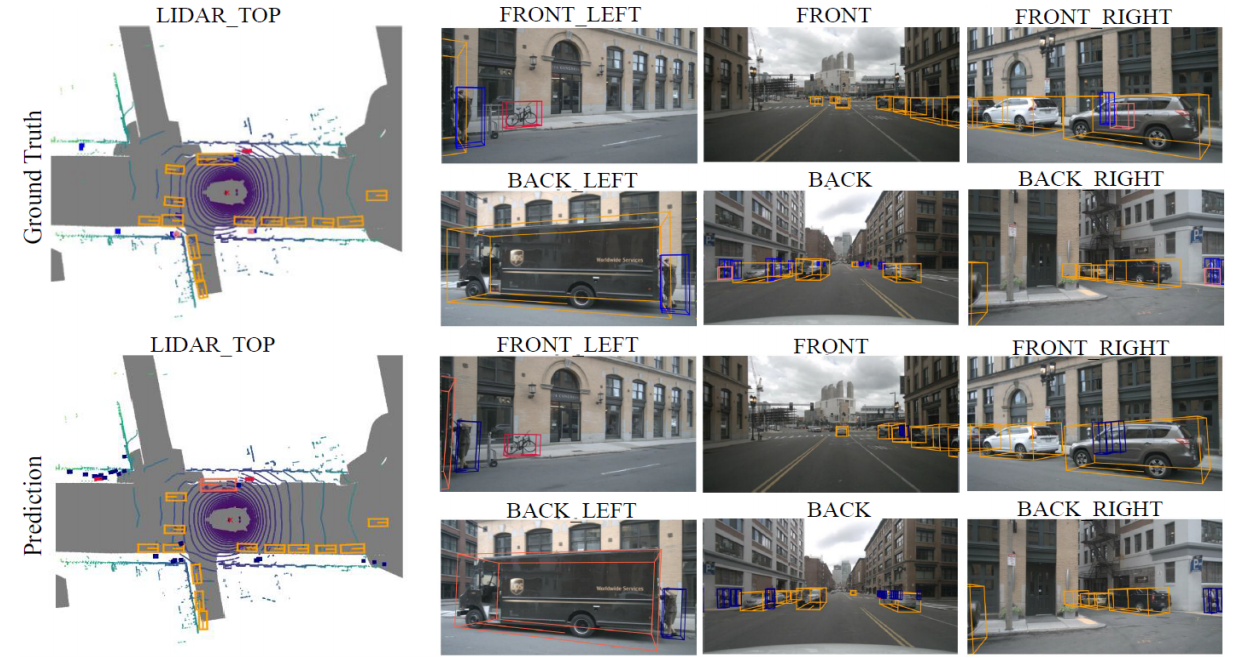 LIDAR_TOP
FRONT_LEFT
FRONT
FRONT_RIGHT
Ground Truth
BACK_LEFT
BACK
BACK_RIGHT
Worldwide Services
LIDAR_TOP
FRONT_LEFT
FRONT
FRONT_RIGHT
Prediction
BACK_LEFT
BACK
BACK_RIGHT
Worldwide Services